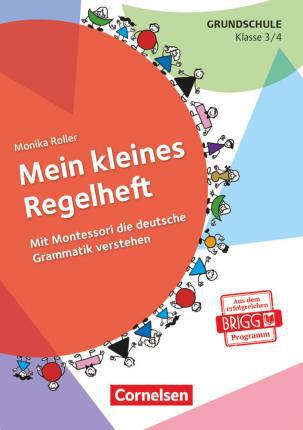 GRUNDSCHULE
Klasse 3/4
Monika Roller
Mein kleines
Regelheft
Mit Montessori die deutsche
Grammatik verstehen
Aus dem
erfolgreichen
BRIGG
Programm
Cornelsen